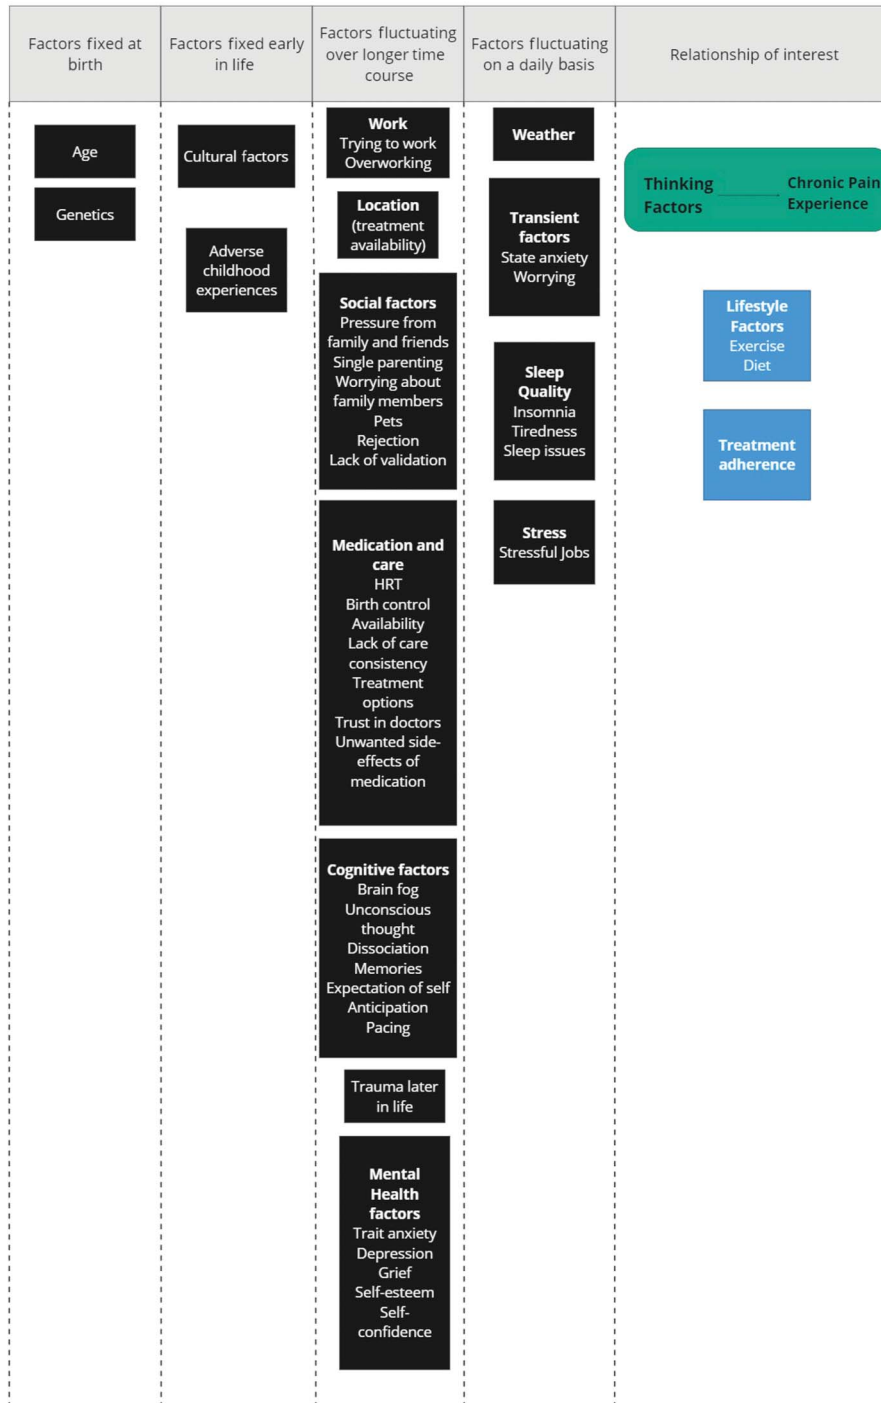 Factors fixed at
birth
Factors fixed early
in life
Factors fluctuating
over longer time
course
Factors fluctuating
on a daily basis
Relationship of interest
Age
Genetics
Cultural factors
Adverse
childhood
experiences
Work
Trying to work
Overworking
Location
(treatment
availability)
Social factors
Pressure from
family and friends
Single parenting
Worrying about
family members
Pets
Rejection
Lack of validation
Medication and
care
HRT
Birth control
Availability
Lack of care
consistency
Treatment
options
Trust in doctors
Unwanted side-
effects of
medication
Cognitive factors
Brain fog
Unconscious
thought
Dissociation
Memories
Expectation of self
Anticipation
Pacing
Trauma later
in life
Mental
Health
factors
Trait anxiety
Depression
Grief
Self-esteem
Self-
confidence
Weather
Transient
factors
State anxiety
Worrying
Sleep
Quality
Insomnia
Tiredness
Sleep issues
Stress
Stressful Jobs
Thinking
Factors
Chronic Pain
Experience
Lifestyle
Factors
Exercise
Diet
Treatment
adherence